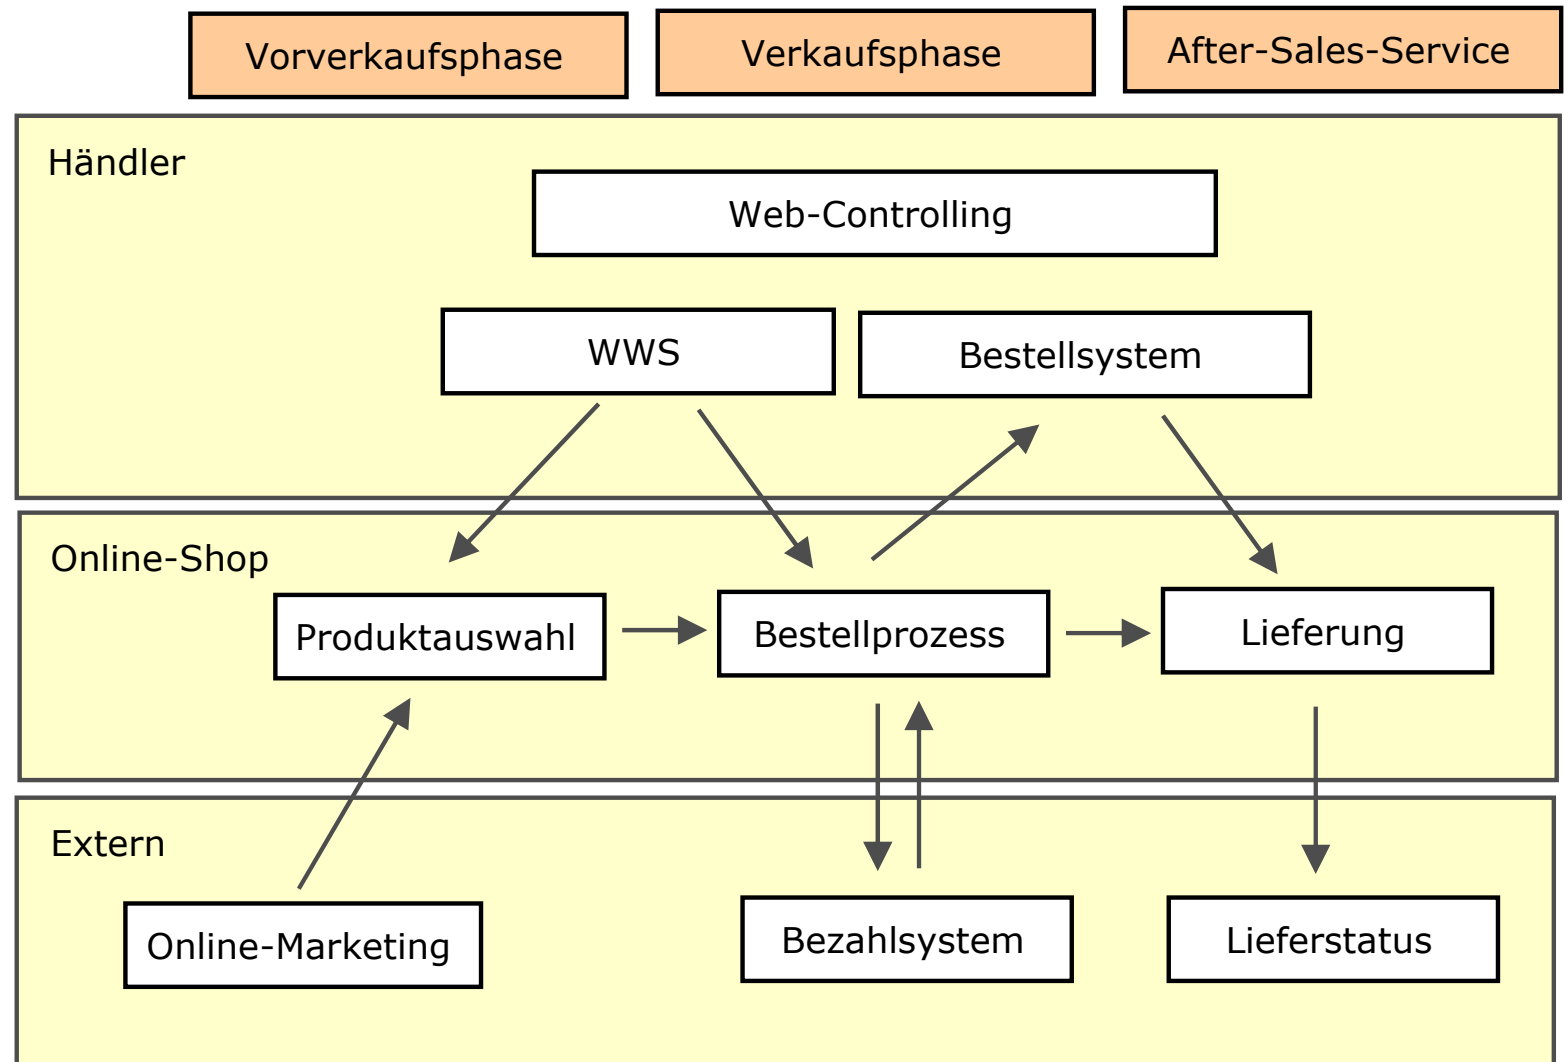 Vorverkaufsphase
Verkaufsphase
After-Sales-Service
Händler
Web-Controlling
WWS
Bestellsystem
Online-Shop
Produktauswahl
Bestellprozess
Lieferung
Extern
Online-Marketing
Bezahlsystem
Lieferstatus